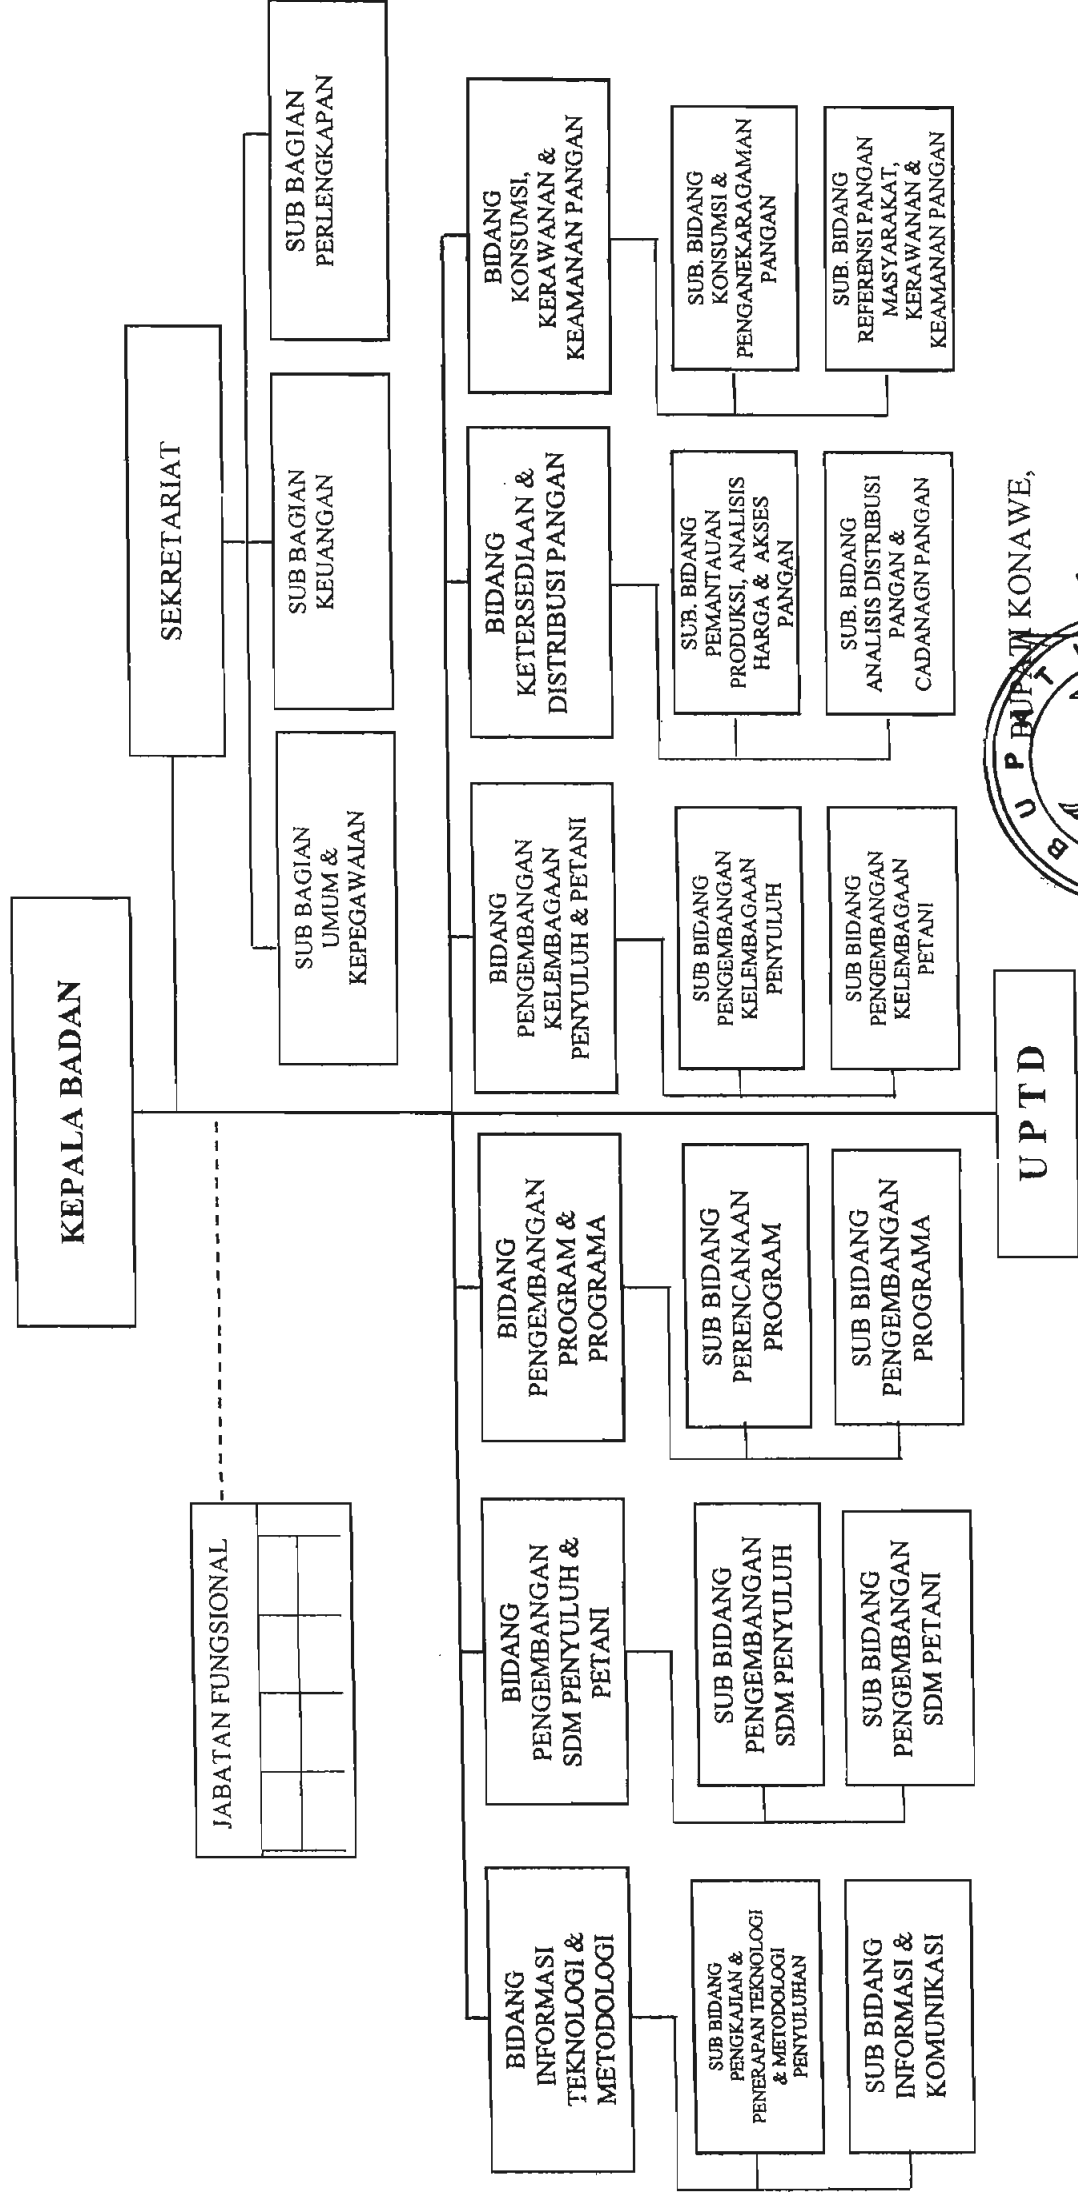 KEPALA BADAN
SEKRETARIAT
JABATAN FUNGSIONAL
SUB BAGIAN
UMUM &
KEPEGAWAIAN
SUB BAGIAN
KEUANGAN
SUB BAGIAN
PERLENGKAPAN
BIDANG
INFORMASI
TEKNOLOGI &
METODOLOGI
BIDANG
PENGEMBANGAN
SDM PENYULUH &
PETANI
BIDANG
PENGEMBANGAN
PROGRAM &
PROGRAMA
BIDANG
PENGEMBANGAN
KELEMBAGAAN
PENYULUH & PETANI
BIDANG
KETERSEDIAAN &
DISTRIBUSI PANGAN
BIDANG
KONSUMSI,
KERAWANAN &
KEAMANAN PANGAN
SUB BIDANG
PENGKAJIAN &
PENERAPAN TEKNOLOGI
& METODOLOGI
PENYULUHAN
SUB BIDANG
PENGEMBANGAN
SDM PENYULUH
SUB BIDANG
PERENCANAAN
PROGRAM
SUB BIDANG
PENGEMBANGAN
KELEMBAGAAN
PENYULUH
SUB. BIDANG
PEMANTAUAN
PRODUKSI, ANALISIS
HARGA & AKSES
PANGAN
SUB. BIDANG
KONSUMSI &
PENGANEKARAGAMAN
PANGAN
SUB BIDANG
INFORMASI &
KOMUNIKASI
SUB BIDANG
PENGEMBANGAN
SDM PETANI
SUB BIDANG
PENGEMBANGAN
PROGRAMA
SUB BIDANG
PENGEMBANGAN
KELEMBAGAAN
PETANI
SUB. BIDANG
ANALISIS DISTRIBUSI
PANGAN &
CADANAGN PANGAN
SUB. BIDANG
REFERENSI PANGAN
MASYARAKAT,
KERAWANAN &
KEAMANAN PANGAN
U P T D
BUPATI KONAWE,
B U P A T I